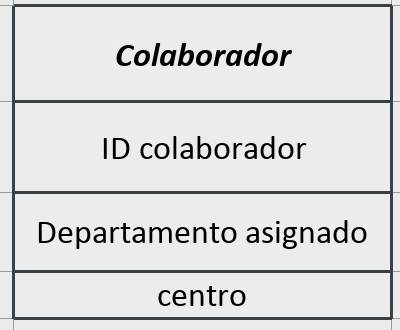 Colaborador
ID colaborador
Departamento asignado
centro